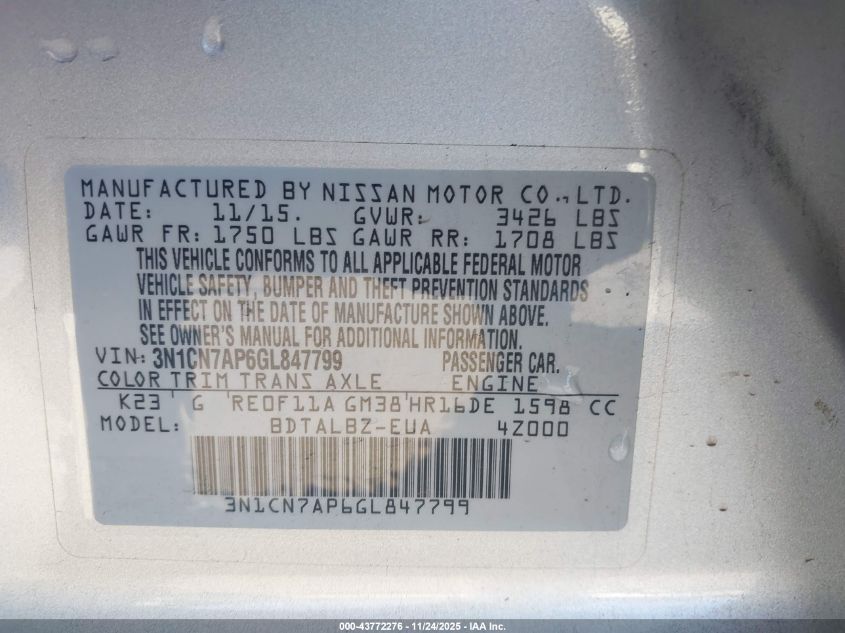 MANUFACTURED BY NISSAN MOTOR CO., LTD.
DATE: 11/15. GVWR: 3426 LBS
GAWR FR: 1750 LBS GAWR RR: 1708 LBS
THIS VEHICLE CONFORMS TO ALL APPLICABLE FEDERAL MOTOR
VEHICLE SAFETY, BUMPER AND THEFT PREVENTION STANDARDS
IN EFFECT ON THE DATE OF MANUFACTURE SHOWN ABOVE.
SEE OWNER'S MANUAL FOR ADDITIONAL INFORMATION.
VIN: 3N1CN7AP6GL847799 PASSENGER CAR.
COLOR TRIM TRANS AXLE ENGINE
K23 G RE0F11A GM38 HR16DE 1598 CC
MODEL: BDTALBZ-EUA 4Z000
3N1CN7AP6GL847799
000-43772276 - 11/24/2025 - IAA Inc.